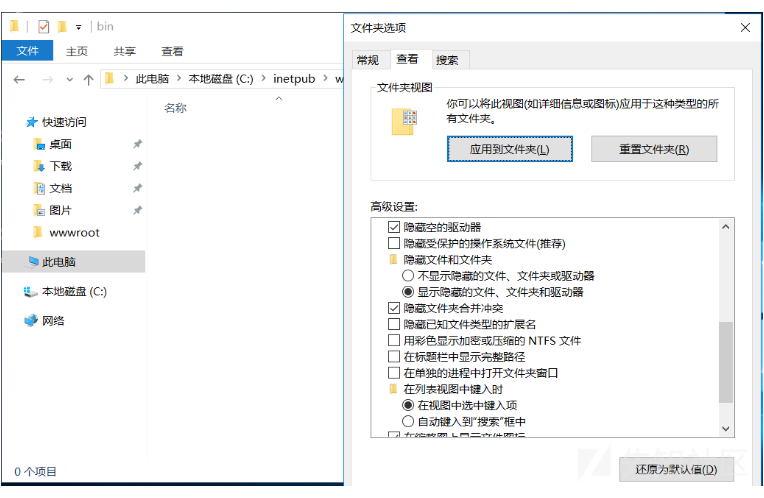 bin
文件 主页 共享 查看
此电脑 本地磁盘 (C:) inetpub w
名称
快速访问
桌面
下载
文档
图片
wwwroot
此电脑
本地磁盘 (C:)
网络
0 个项目
文件夹选项
常规 查看 搜索
文件夹视图
你可以将此视图(如详细信息或图标)应用于这种类型的所
有文件夹。
应用到文件夹(L) 重置文件夹(R)
高级设置:
隐藏空的驱动器
隐藏受保护的操作系统文件(推荐)
隐藏文件和文件夹
不显示隐藏的文件、文件夹或驱动器
显示隐藏的文件、文件夹和驱动器
隐藏文件夹合并冲突
隐藏已知文件类型的扩展名
用彩色显示加密或压缩的 NTFS 文件
在标题栏中显示完整路径
在单独的进程中打开文件夹窗口
在列表视图中键入时
在视图中选中键入项
自动键入到"搜索"框中
在缩略图上显示文件图标
还原为默认值(D)